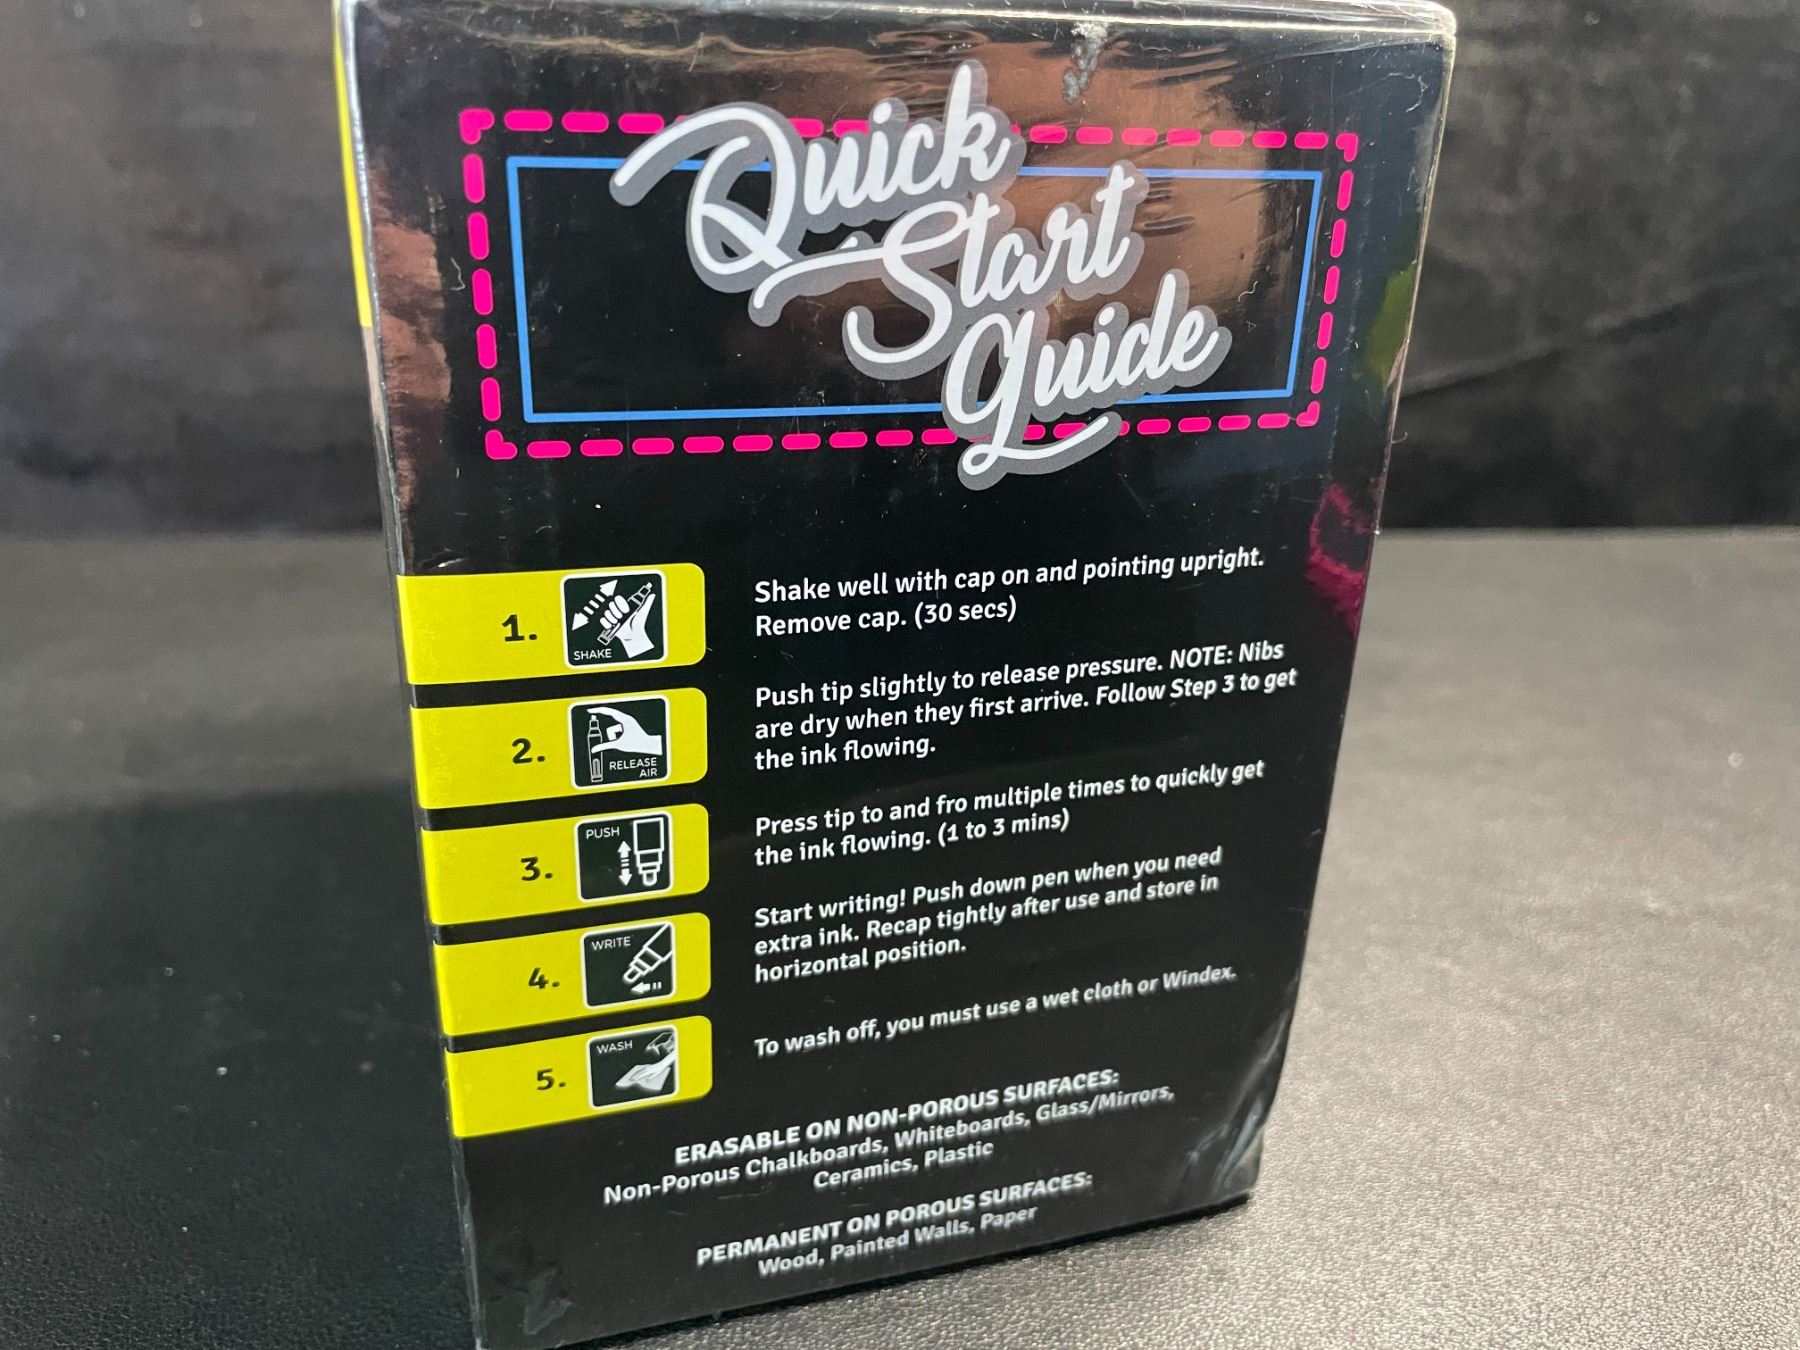 Quick
Start
Guide
1.
SHAKE
Shake well with cap on and pointing upright.
Remove cap. (30 secs)
2.
RELEASE
AIR
Push tip slightly to release pressure. NOTE: Nibs
are dry when they first arrive. Follow Step 3 to get
the ink flowing.
3.
PUSH
Press tip to and fro multiple times to quickly get
the ink flowing. (1 to 3 mins)
4.
WRITE
Start writing! Push down pen when you need
extra ink. Recap tightly after use and store in
horizontal position.
5.
WASH
To wash off, you must use a wet cloth or Windex.
ERASABLE ON NON-POROUS SURFACES:
Non-Porous Chalkboards, Whiteboards, Glass/Mirrors,
Ceramics, Plastic
PERMANENT ON POROUS SURFACES:
Wood, Painted Walls, Paper